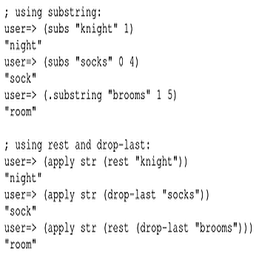 ; using substring:
user=> (subs "knight" 1)
"night"
user=> (subs "socks" 0 4)
"sock"
user=> (.substring "brooms" 1 5)
"room"

; using rest and drop-last:
user=> (apply str (rest "knight"))
"night"
user=> (apply str (drop-last "socks"))
"sock"
user=> (apply str (rest (drop-last "brooms")))
"room"